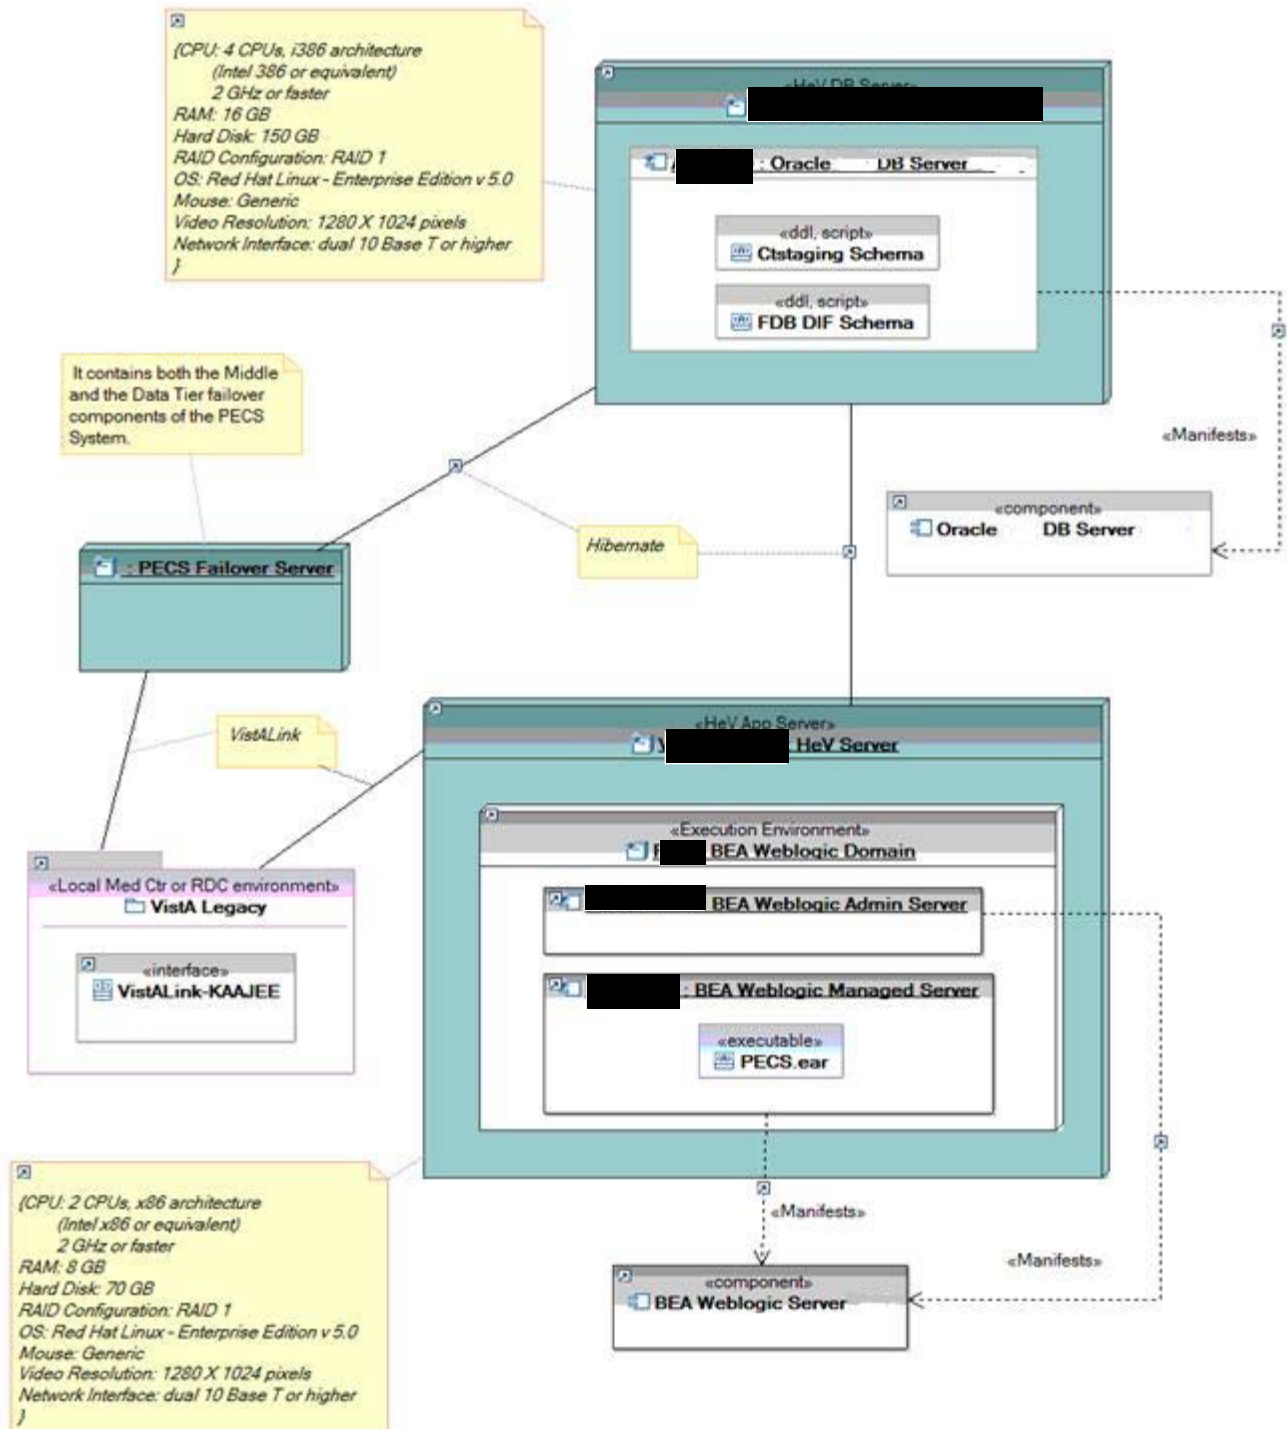 {CPU: 4 CPUs, i386 architecture
(Intel 386 or equivalent)
2 GHz or faster
RAM: 16 GB
Hard Disk: 150 GB
RAID Configuration: RAID 1
OS: Red Hat Linux - Enterprise Edition v 5.0
Mouse: Generic
Video Resolution: 1280 X 1024 pixels
Network Interface: dual 10 Base T or higher
}
«HeV DB Server»
: Oracle DB Server
«ddl, script»
Ctstaging Schema
«ddl, script»
FDB DIF Schema
It contains both the Middle
and the Data Tier failover
components of the PECS
System.
«Manifests»
«component»
Oracle DB Server
Hibernate
: PECS Failover Server
VistALink
«HeV App Server»
HeV Server
«Execution Environment»
BEA Weblogic Domain
BEA Weblogic Admin Server
: BEA Weblogic Managed Server
«executable»
PECS.ear
«Local Med Ctr or RDC environment»
VistA Legacy
«interface»
VistALink-KAAJEE
{CPU: 2 CPUs, x86 architecture
(Intel x86 or equivalent)
2 GHz or faster
RAM: 8 GB
Hard Disk: 70 GB
RAID Configuration: RAID 1
OS: Red Hat Linux - Enterprise Edition v 5.0
Mouse: Generic
Video Resolution: 1280 X 1024 pixels
Network Interface: dual 10 Base T or higher
}
«Manifests»
«Manifests»
«component»
BEA Weblogic Server